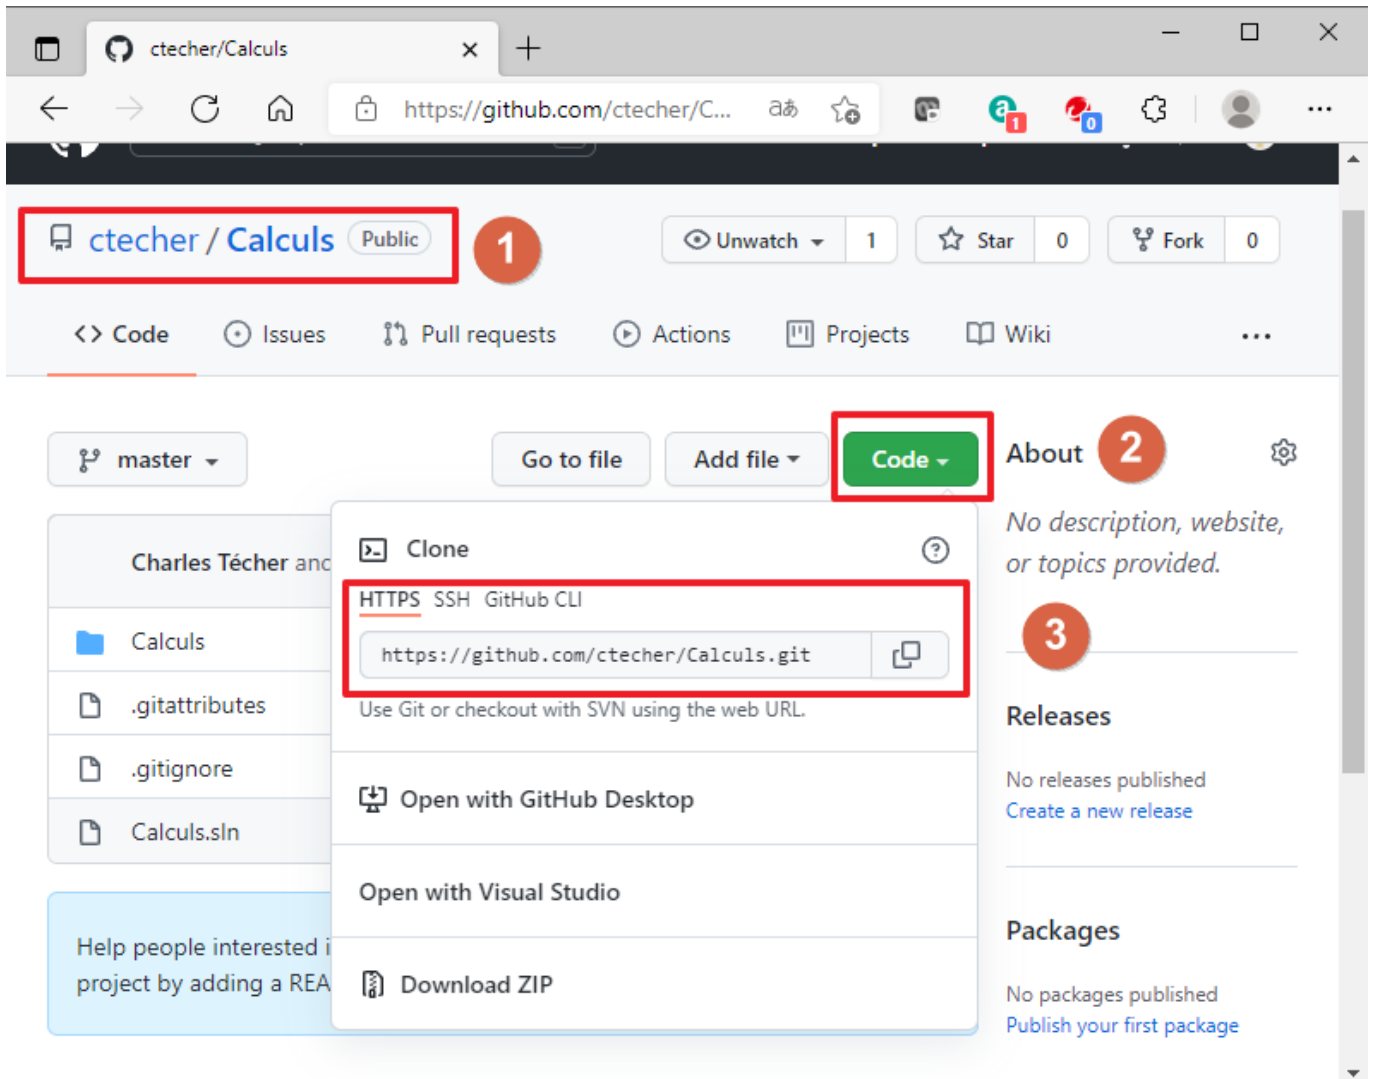 ctecher/Calculs
https://github.com/ctecher/C...
aあ
1
0
ctecher / Calculs Public
1
Unwatch 1
Star 0
Fork 0
Code
Issues
Pull requests
Actions
Projects
Wiki
...
master
Go to file
Add file
Code
About
2
No description, website,
or topics provided.
Charles Técher and
Clone
HTTPS SSH GitHub CLI
https://github.com/ctecher/Calculs.git
3
Use Git or checkout with SVN using the web URL.
Calculs
.gitattributes
.gitignore
Calculs.sln
Open with GitHub Desktop
Open with Visual Studio
Download ZIP
Help people interested i
project by adding a REA
Releases
No releases published
Create a new release
Packages
No packages published
Publish your first package